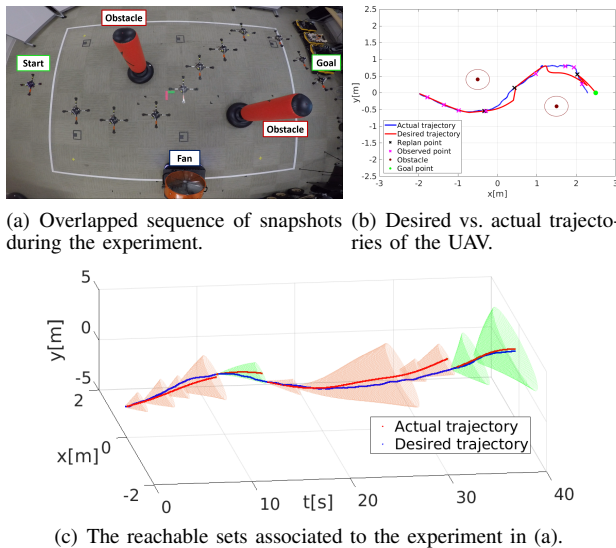 Obstacle
Start
Goal
Obstacle
Fan
2.5
2
1.5
1
0.5
0
-0.5
-1
-1.5
-2
-2.5
y[m]
Actual trajectory
Desired trajectory
Replan point
Observed point
Obstacle
Goal point
-3 -2 -1 0 1 2 3
x[m]
(a) Overlapped sequence of snapshots
during the experiment.
(b) Desired vs. actual trajecto-
ries of the UAV.
5
0
-5
y[m]
2
0
-2
x[m]
0 10 20 30 40
t[s]
Actual trajectory
Desired trajectory
(c) The reachable sets associated to the experiment in (a).